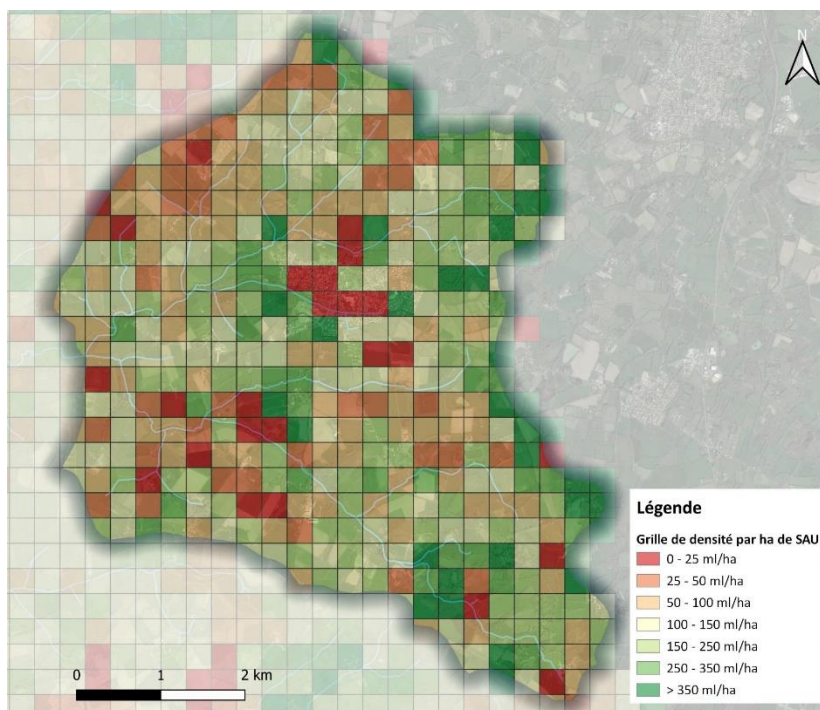 N
Légende
Grille de densité par ha de SAU
0 - 25 ml/ha
25 - 50 ml/ha
50 - 100 ml/ha
100 - 150 ml/ha
150 - 250 ml/ha
250 - 350 ml/ha
> 350 ml/ha
0 1 2 km